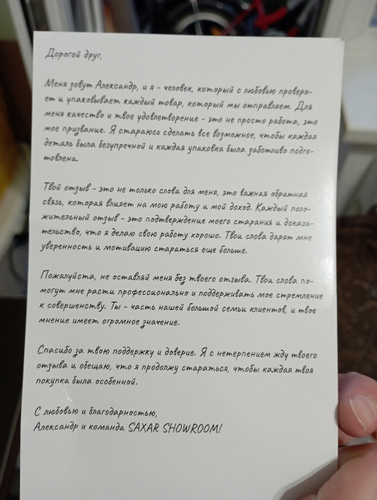 Дорогой друг,
Меня зовут Александр, и я - человек, который с любовью проверя-
ет и упаковывает каждый товар, который мы отправляем. Для
меня качество и твое удовлетворение - это не просто работа, это
мое призвание. Я стараюсь сделать все возможное, чтобы каждая
деталь была безупречной и каждая упаковка была заботливо подго-
товлена.
Твой отзыв - это не только слова для меня, это важная обратная
связь, которая влияет на мою работу и мой доход. Каждый поло-
жительный отзыв - это подтверждение моего старания и доказа-
тельство, что я делаю свою работу хорошо. Твои слова дарят мне
уверенность и мотивацию стараться еще больше.
Пожалуйста, не оставляй меня без твоего отзыва. Твои слова по-
могут мне расти профессионально и поддерживать мое стремление
к совершенству. Ты - часть нашей большой семьи клиентов, и твое
мнение имеет огромное значение.
Спасибо за твою поддержку и доверие. Я с нетерпением жду твоего
отзыва и обещаю, что я продолжу стараться, чтобы каждая твоя
покупка была особенной.
С любовью и благодарностью,
Александр и команда SAXAR SHOWROOM!